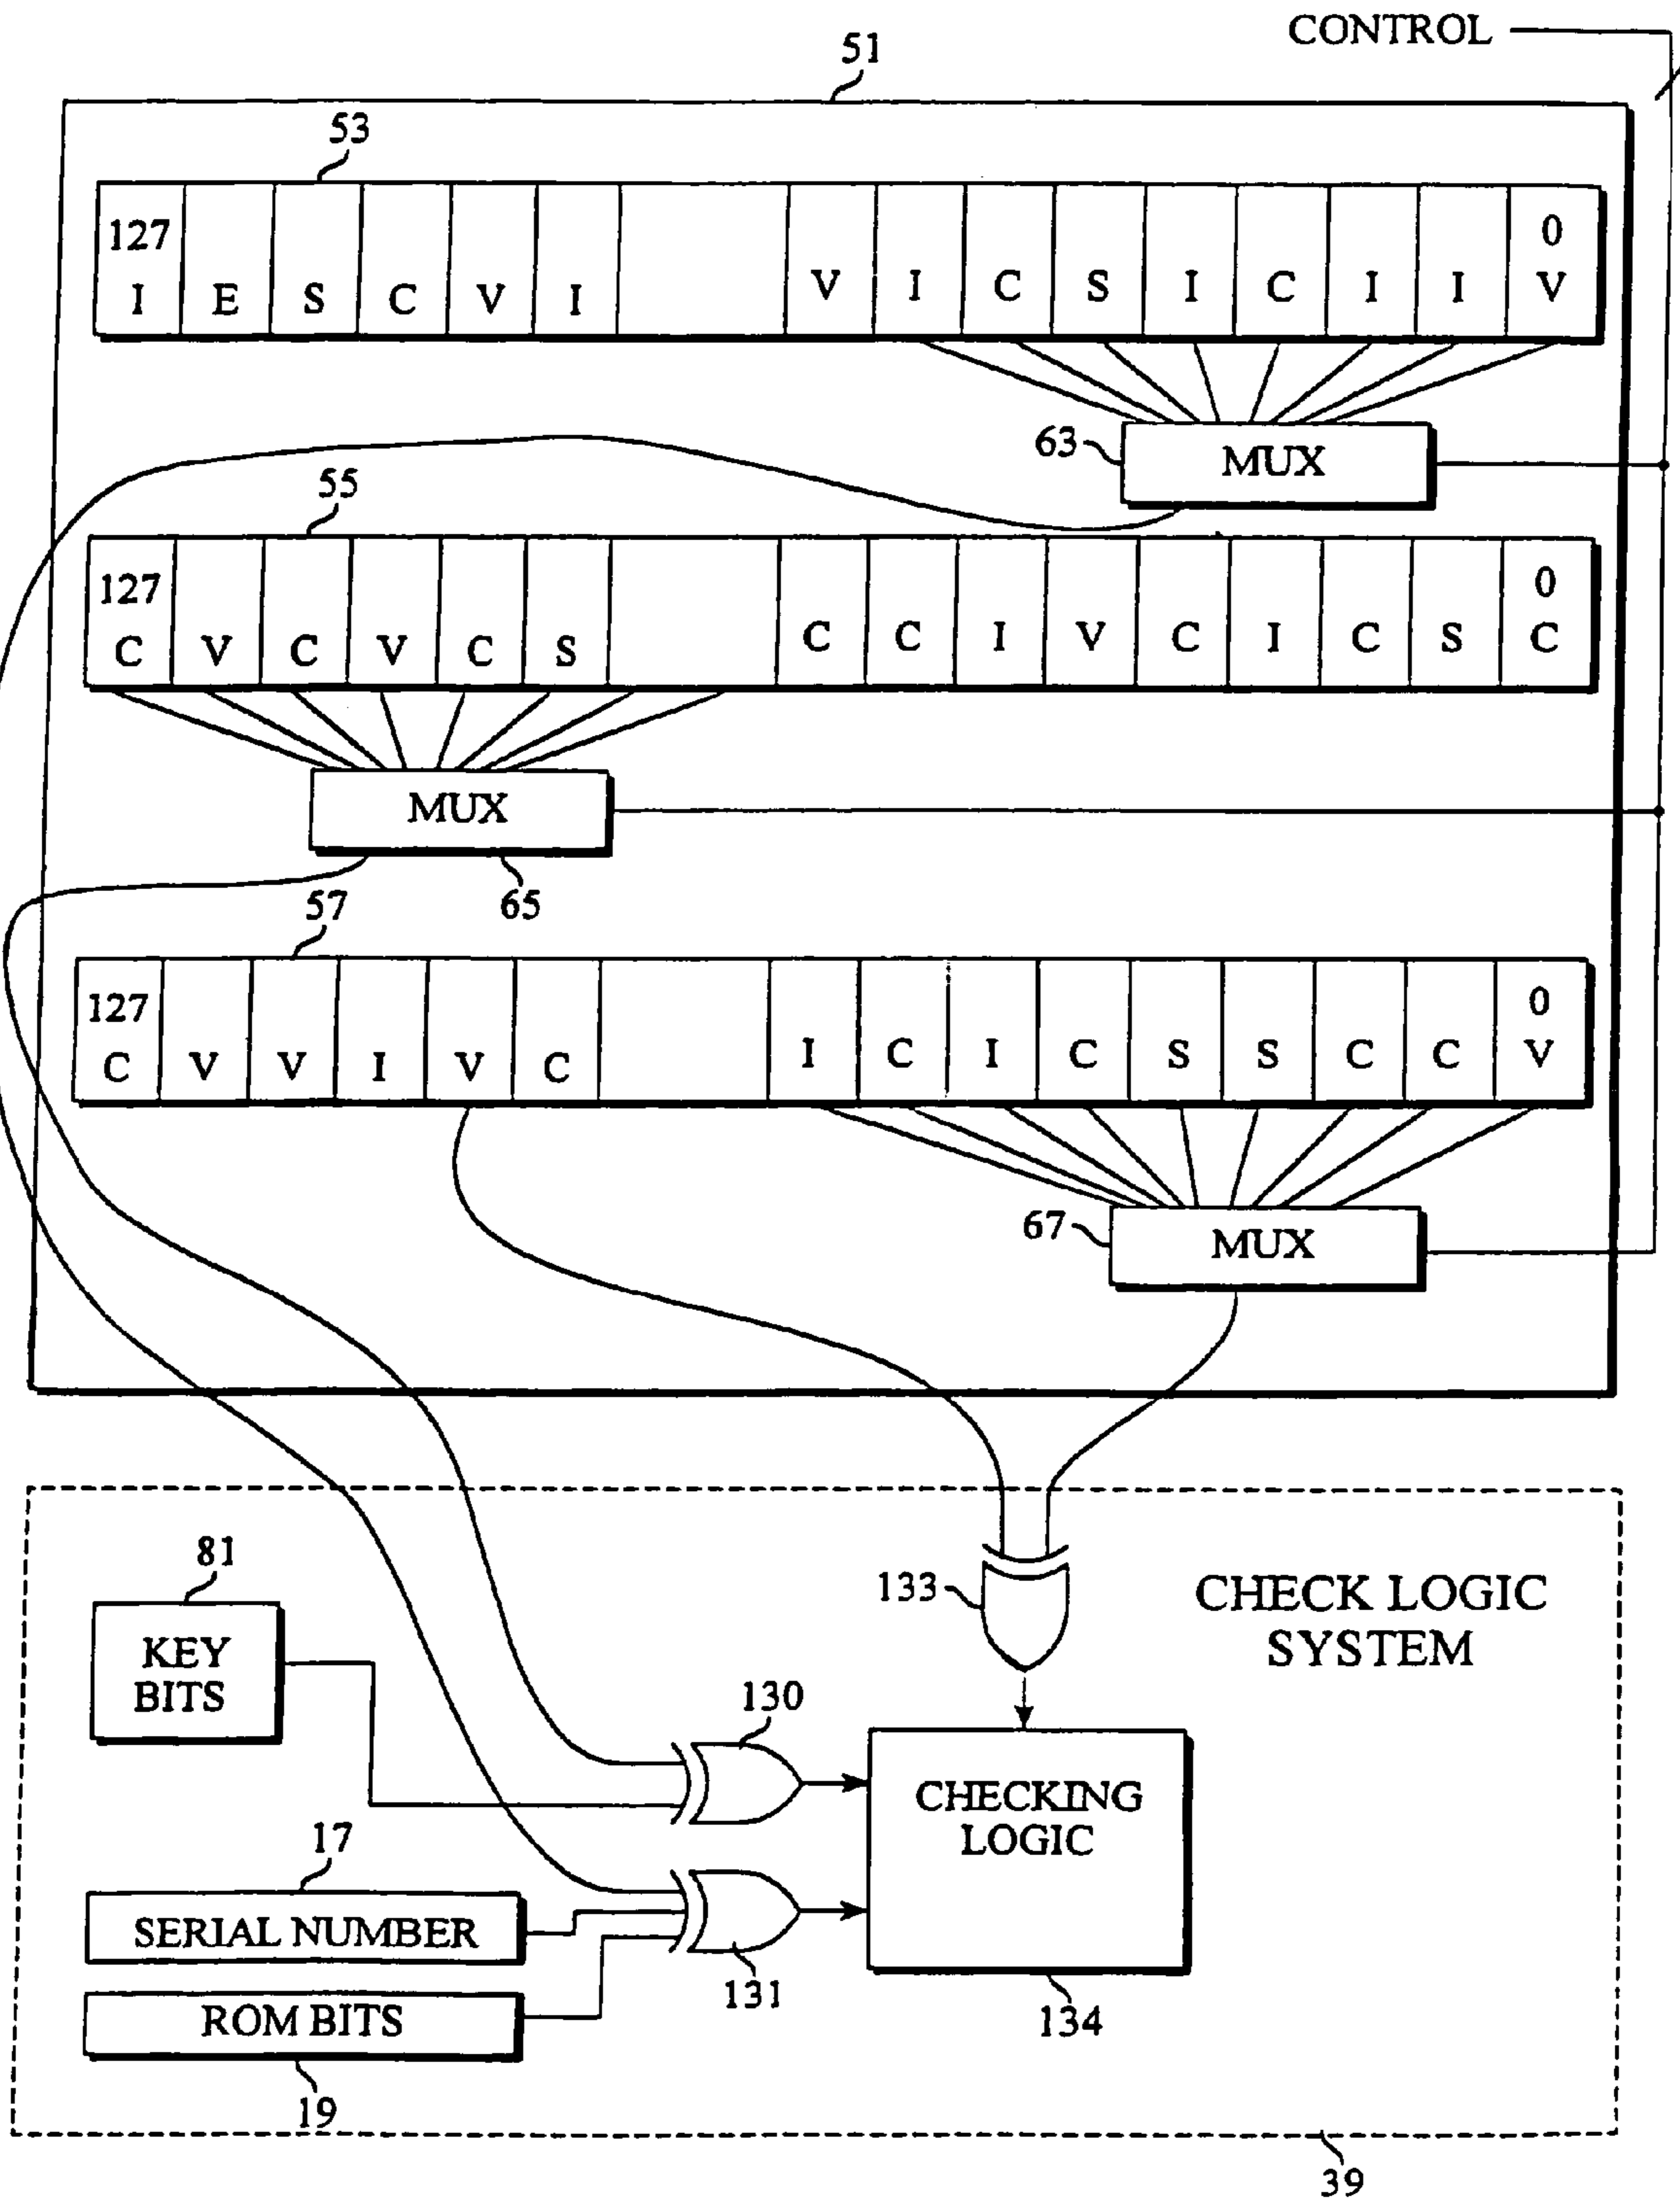 CONTROL
51
53
127 0
I E S C V I V I C S I C I I V
63 MUX
55
127 0
C V C V C S C C I V C I C S C
MUX
65
57
127 0
C V V I V C I C I C S S C C V
67 MUX
133 CHECK LOGIC
SYSTEM
81
KEY
BITS
130
CHECKING
LOGIC
17
SERIAL NUMBER
131
134
ROM BITS
19
39